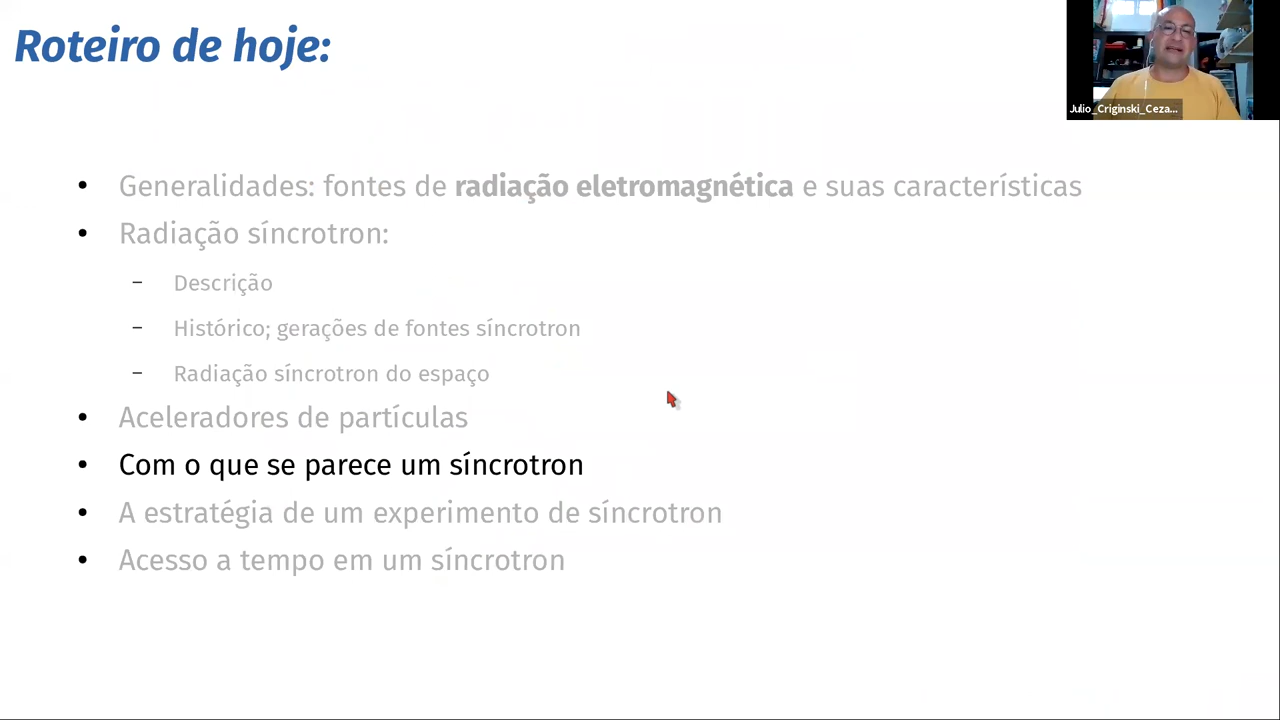 Roteiro de hoje:
Julio_Criginski_Ceza...
• Generalidades: fontes de radiação eletromagnética e suas características
• Radiação síncrotron:
– Descrição
– Histórico; gerações de fontes síncrotron
– Radiação síncrotron do espaço
• Aceleradores de partículas
• Com o que se parece um síncrotron
• A estratégia de um experimento de síncrotron
• Acesso a tempo em um síncrotron